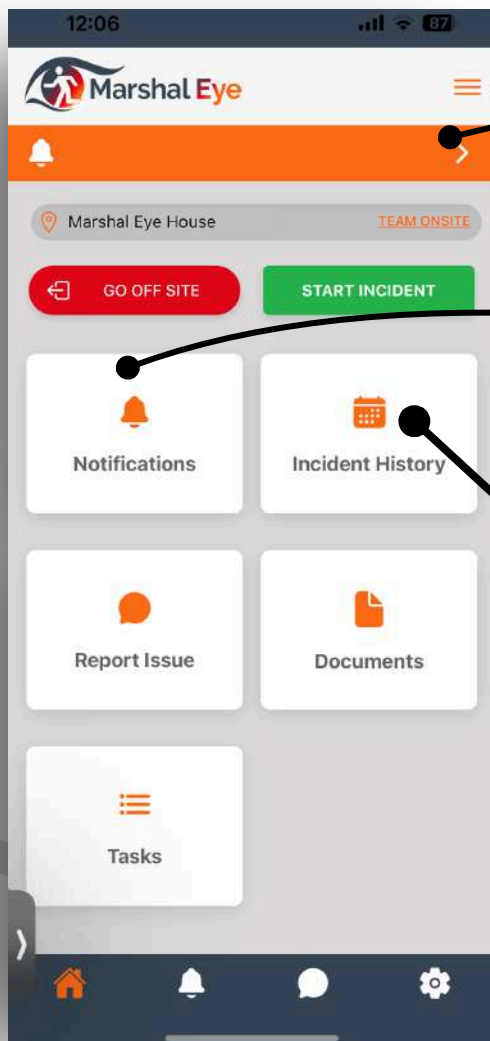 12:06
87
Marshal Eye
Marshal Eye House
TEAM ONSITE
GO OFF SITE
START INCIDENT
Notifications
Incident History
Report Issue
Documents
Tasks